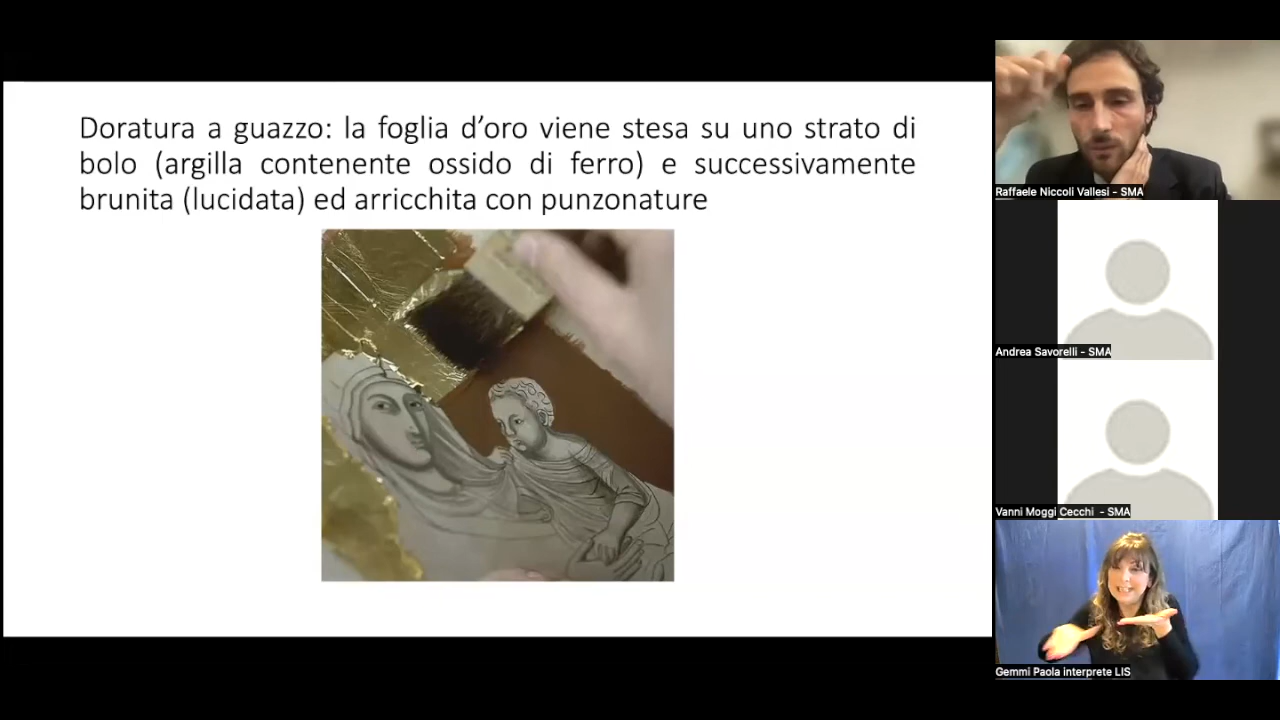 Doratura a guazzo: la foglia d’oro viene stesa su uno strato di
bolo (argilla contenente ossido di ferro) e successivamente
brunita (lucidata) ed arricchita con punzonature
Raffaele Niccoli Vallesi - SMA
Andrea Savorelli - SMA
Vanni Moggi Cecchi  - SMA
Gemmi Paola interprete LIS